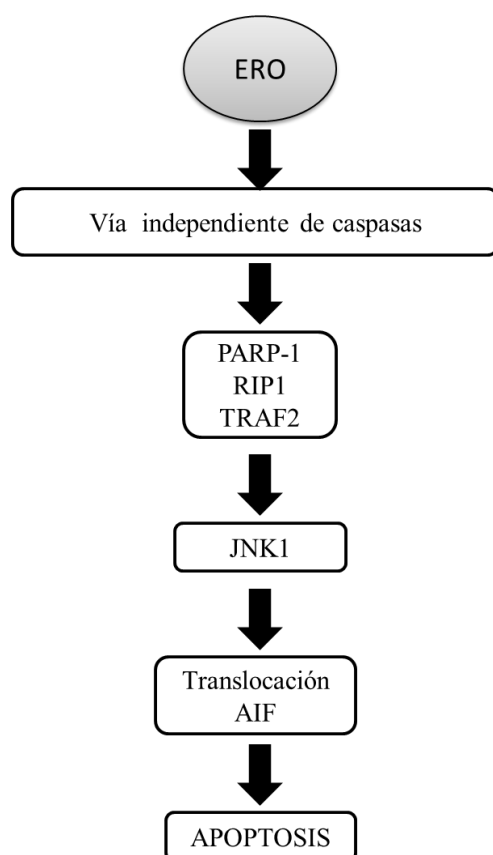 ERO
Vía independiente de caspasas
PARP-1
RIP1
TRAF2
JNK1
Translocación
AIF
APOPTOSIS